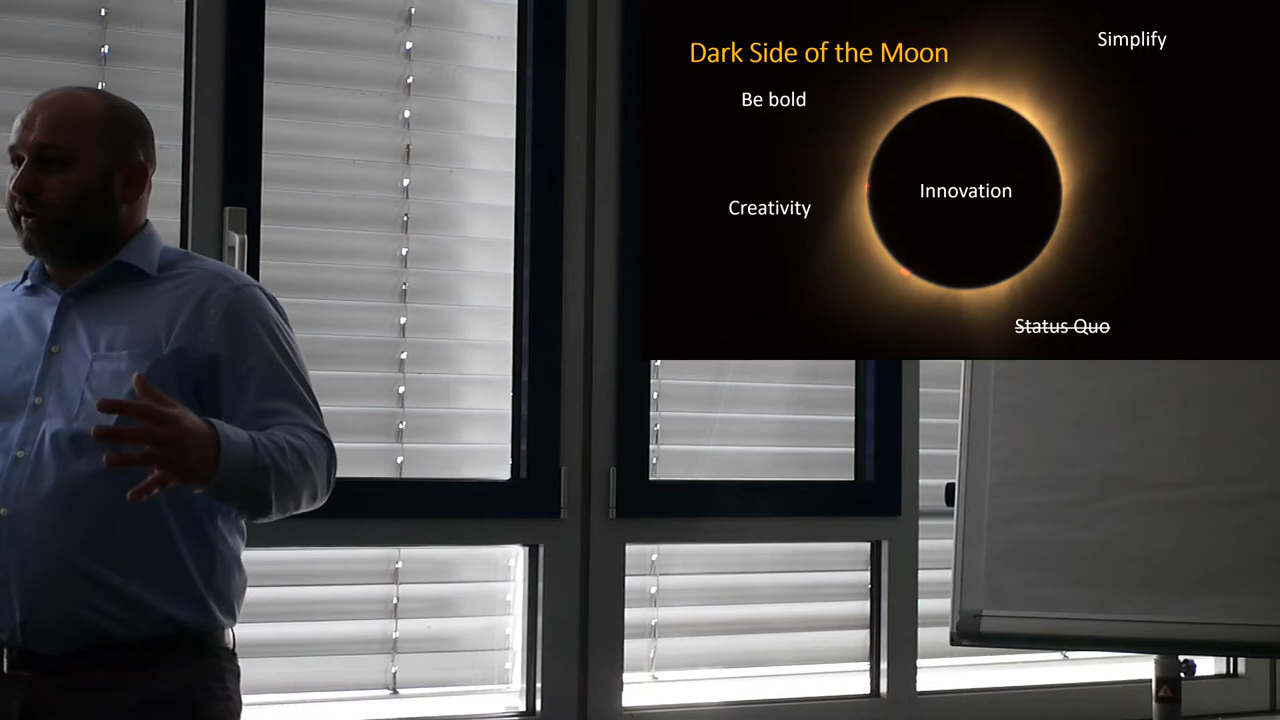 Dark Side of the Moon
Simplify
Be bold
Innovation
Creativity
Status Quo